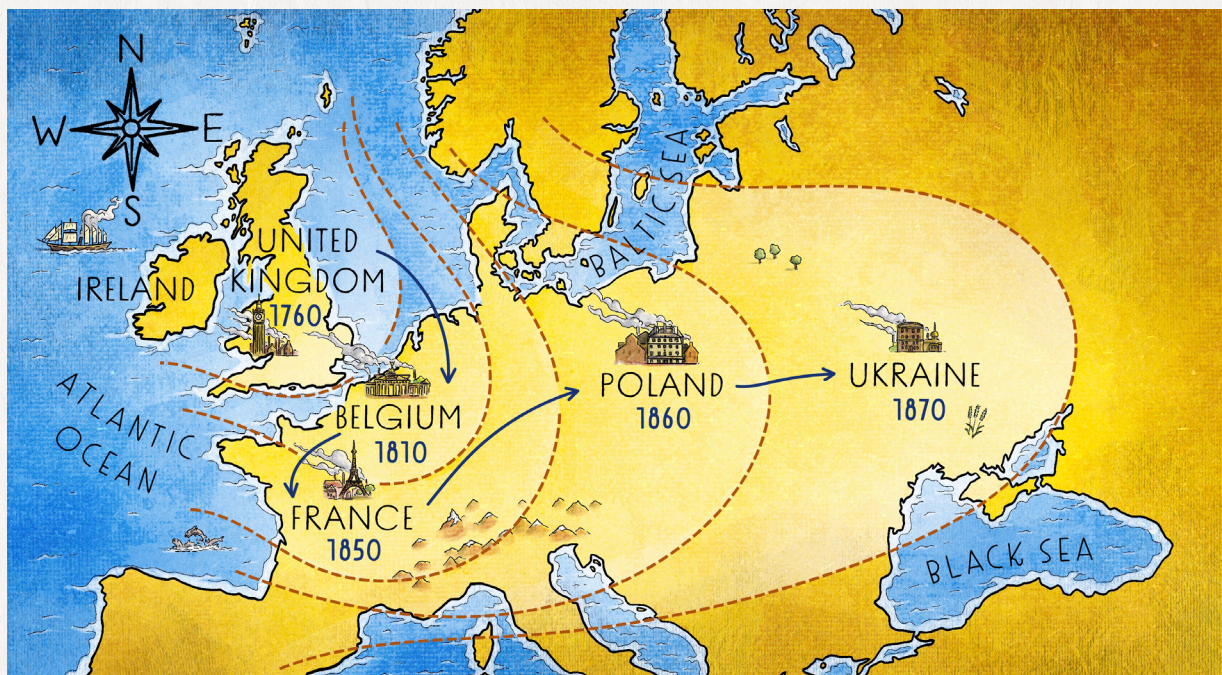 N
W
E
S
BALTIC SEA
UNITED
KINGDOM
1760
IRELAND
ATLANTIC
OCEAN
BELGIUM
1810
FRANCE
1850
POLAND
1860
UKRAINE
1870
BLACK SEA